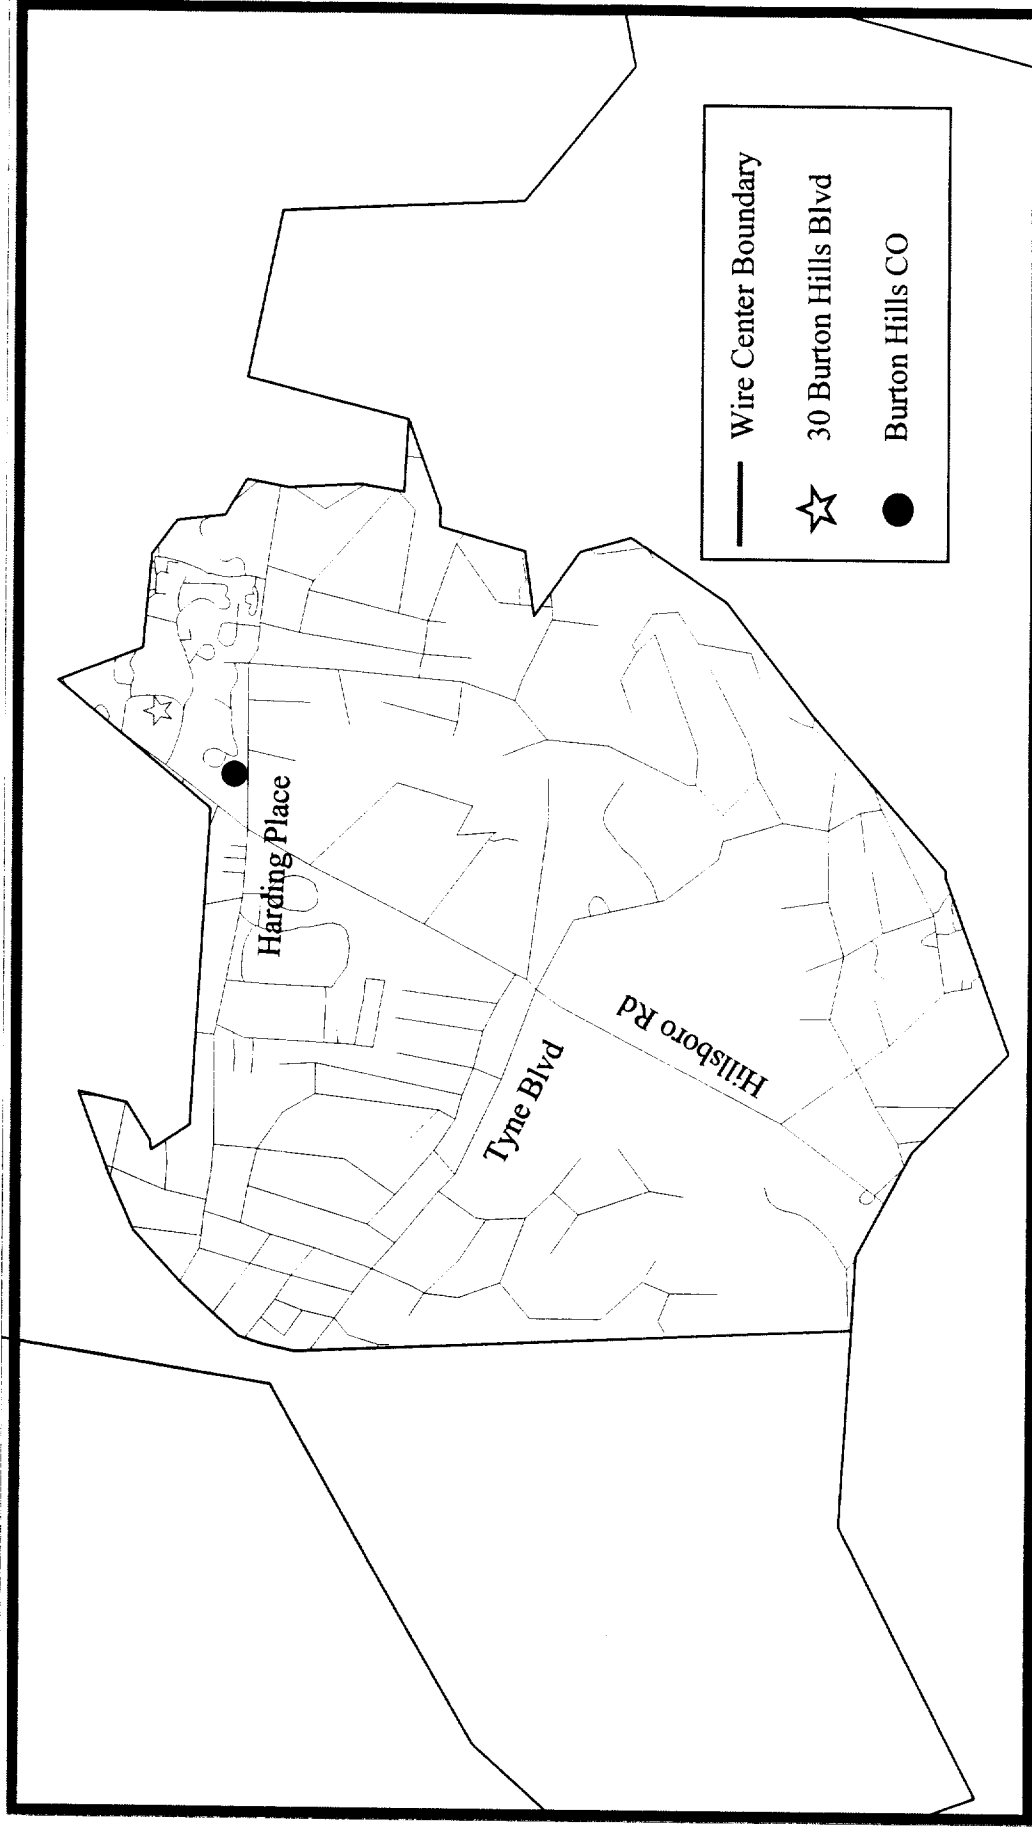 Harding Place
Tyne Blvd
Hillsboro Rd
Wire Center Boundary
30 Burton Hills Blvd
Burton Hills CO